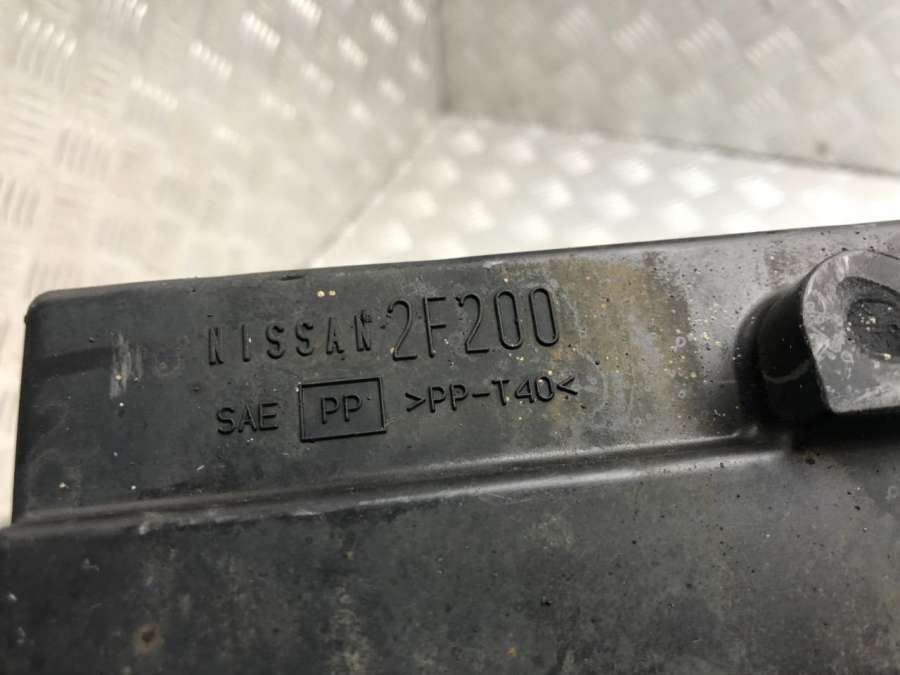 NISSAN 2F200
SAE PP >PP-T40<